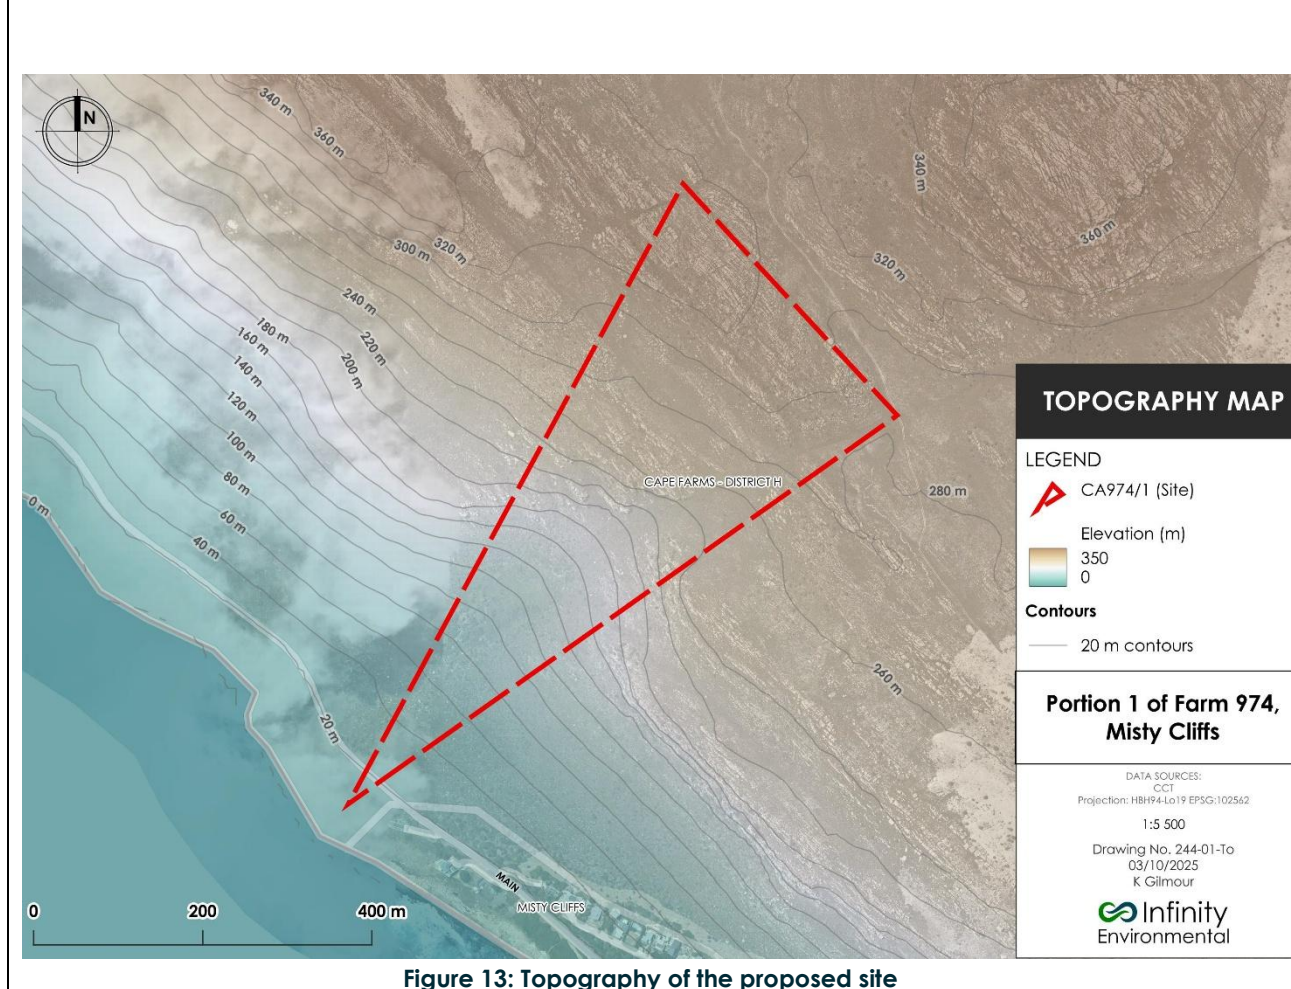 N
340 m
360 m
340 m
360 m
300 m
320 m
320 m
240 m
180 m
220 m
160 m
200 m
140 m
120 m
100 m
80 m
60 m
40 m
0 m
20 m
CAPE FARMS - DISTRICT H
280 m
260 m
MAIN
MISTY CLIFFS
0
200
400 m
TOPOGRAPHY MAP
LEGEND
CA974/1 (Site)
Elevation (m)
350
0
Contours
20 m contours
Portion 1 of Farm 974,
Misty Cliffs
DATA SOURCES:
CCT
Projection: HBH94-Lo19 EPSG:102562
1:5 500
Drawing No. 244-01-To
03/10/2025
K Gilmour
Infinity
Environmental
Figure 13: Topography of the proposed site